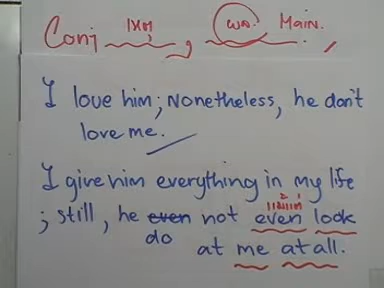 Conj , Main.
I love him; Nonetheless, he don't
love me.
I give him everything in my life
; still, he even not even look
do at me at all.